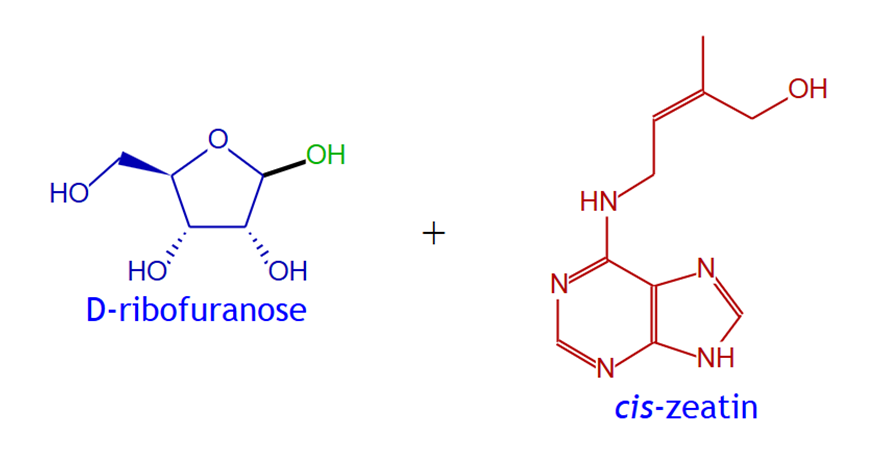 OH
O
OH
HO
HN
+
HO
OH
N
N
D-ribofuranose
N
NH
cis-zeatin